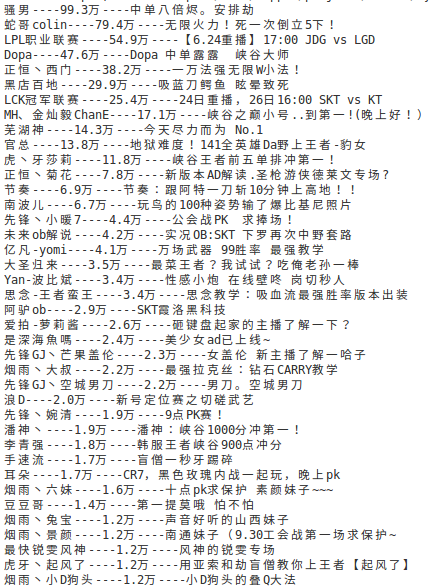 骚男----99.3万----中单八倍烬。安排劫
蛇哥colin----79.4万----无限火力！死一次倒立5下！
LPL职业联赛----54.9万----【6.24重播】17:00 JDG vs LGD
Dopa----47.6万----Dopa 中单露露  峡谷大师
正恒丶西门----38.2万----一万法强无限W小法！
黑店百地----29.9万----吸蓝刀鳄鱼 眩晕致死
LCK冠军联赛----25.4万----24日重播，26日16:00 SKT vs KT
MH、金灿毅ChanE----17.1万----峡谷之巅小号..到第一!(晚上好！)
芜湖神----14.3万----今天尽力而为 No.1
官总----13.8万----地狱难度！141全英雄Da野上王者-豹女
虎丶牙莎莉----11.8万----峡谷王者前五单排冲第一！
正恒丶菊花----7.8万----新版本AD解读.圣枪游侠德莱文专场?
节奏----6.9万----节奏：跟阿特一刀斩10分钟上高地！！
南波儿----6.7万----玩鸟的100种姿势输了爆比基尼照片
先锋丶小暖7----4.4万----公会战PK  求捧场！
未来ob解说----4.2万----实况OB:SKT 下罗再次中野套路
亿凡-yomi----4.1万----万场武器 99胜率 最强教学
大圣归来----3.5万----最菜王者？我试试？吃俺老孙一棒
Yan-波比斌----3.4万----性感小炮 在线壁咚 岗切秒人
思念-王者蛮王----3.4万----思念教学：吸血流最强胜率版本出装
阿驴ob----2.9万----SKT霞洛黑科技
爱拍-萝莉酱----2.6万----砸键盘起家的主播了解一下？
是深海魚嗎----2.4万----美少女ad已上线~
先锋GJ丶芒果盖伦----2.3万----女盖伦 新主播了解一哈子
烟雨丶大叔----2.2万----最强拉克丝：钻石CARRY教学
先锋GJ丶空城男刀----2.2万----男刀。空城男刀
浪D----2.0万----新号定位赛之切磋武艺
先锋丶婉清----1.9万----9点PK赛！
潘神丶----1.9万----潘神：峡谷1000分冲第一！
李青强----1.8万----韩服王者峡谷900点冲分
手速流----1.7万----盲僧一秒牙踢碎
耳朵----1.7万----CR7，黑色玫瑰内战一起玩，晚上pk
烟雨丶六妹----1.6万----十点pk求保护 素颜妹子~~~
豆豆哥----1.4万----第一提莫哦 怕不怕
烟雨丶兔宝----1.2万----声音好听的山西妹子
烟雨丶景颜----1.2万----南通妹子（9.30工会战第一场求保护~
最快锐雯风神----1.2万----风神的锐雯专场
虎牙丶起风了----1.2万----用亚索和劫盲僧教你上王者【起风了】
烟雨丶小D狗头----1.2万----小D狗头的叠Q大法